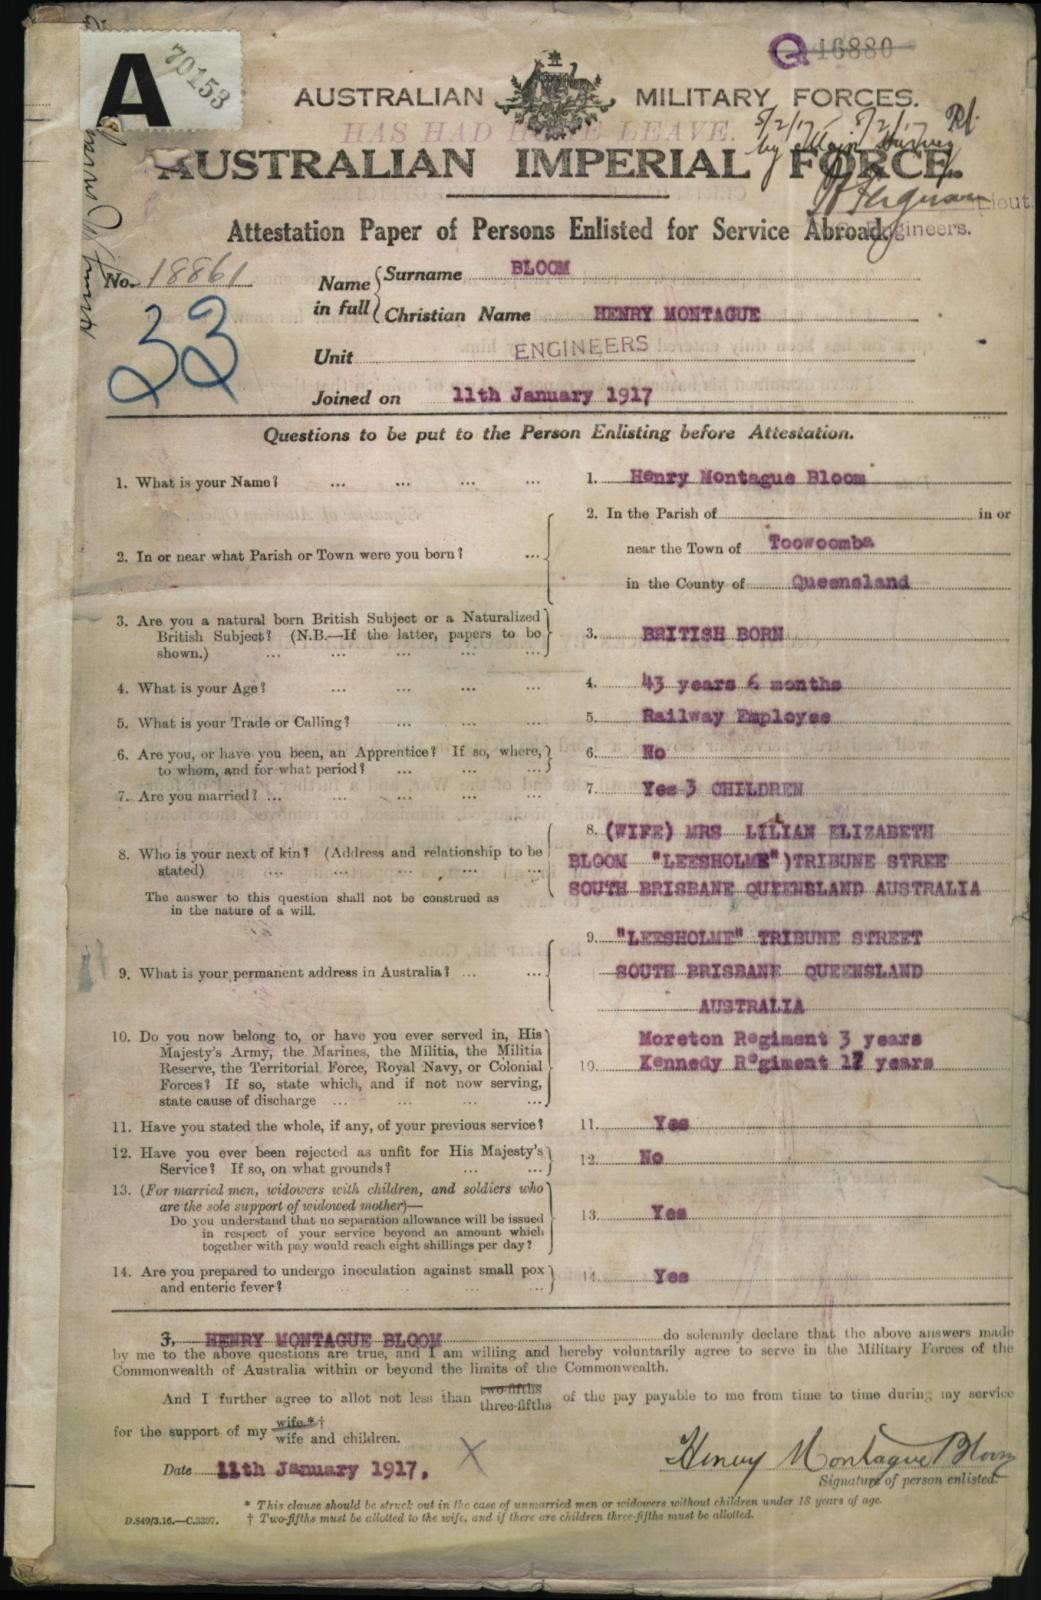 A
70153
Q 16880
AUSTRALIAN MILITARY FORCES.
HAS HAD LEAVE.
5/2/17 5/2/17
by Major
AUSTRALIAN IMPERIAL FORCE.
Ferguson Lieut.
Engineers.
Attestation Paper of Persons Enlisted for Service Abroad.
No. 18861
33
Name in full { Surname BLOOM
Christian Name HENRY MONTAGUE
Unit ENGINEERS
Joined on 11th January 1917
Questions to be put to the Person Enlisting before Attestation.
1. What is your Name? ... ... ... ... 1. Henry Montague Bloom
2. In or near what Parish or Town were you born? ... 2. In the Parish of in or
near the Town of Toowoomba
in the County of Queensland
3. Are you a natural born British Subject or a Naturalized
British Subject? (N.B.—If the latter, papers to be
shown.) ... ... ... ... ... 3. BRITISH BORN
4. What is your Age? ... ... ... 4. 43 years 6 months
5. What is your Trade or Calling? ... ... ... 5. Railway Employee
6. Are you, or have you been, an Apprentice? If so, where,
to whom, and for what period? ... ... ... 6. No
7. Are you married? ... ... ... ... ... 7. Yes 3 CHILDREN
8. Who is your next of kin? (Address and relationship to be
stated) ... ... ... ... ...
The answer to this question shall not be construed as
in the nature of a will.
8. (WIFE) MRS LILIAN ELIZABETH
BLOOM "LEESHOLME") TRIBUNE STREE
SOUTH BRISBANE QUEENSLAND AUSTRALIA
9. What is your permanent address in Australia? ... ...
9. "LEESHOLME" TRIBUNE STREET
SOUTH BRISBANE QUEENSLAND
AUSTRALIA
10. Do you now belong to, or have you ever served in, His
Majesty's Army, the Marines, the Militia, the Militia
Reserve, the Territorial Force, Royal Navy, or Colonial
Forces? If so, state which, and if not now serving,
state cause of discharge ... ... ... ...
Moreton Regiment 3 years
10. Kennedy Regiment 17 years
11. Have you stated the whole, if any, of your previous service? 11. Yes
12. Have you ever been rejected as unfit for His Majesty's
Service? If so, on what grounds? ... ... 12. No
13. (For married men, widowers with children, and soldiers who
are the sole support of widowed mother)—
Do you understand that no separation allowance will be issued
in respect of your service beyond an amount which
together with pay would reach eight shillings per day? 13. Yes
14. Are you prepared to undergo inoculation against small pox
and enteric fever? ... ... ... 14. Yes
I, HENRY MONTAGUE BLOOM do solemnly declare that the above answers made
by me to the above questions are true, and I am willing and hereby voluntarily agree to serve in the Military Forces of the
Commonwealth of Australia within or beyond the limits of the Commonwealth.
And I further agree to allot not less than two-fifths three-fifths of the pay payable to me from time to time during my service
for the support of my wife * † wife and children.
Date 11th January 1917.
X
Henry Montague Bloom
Signature of person enlisted.
* This clause should be struck out in the case of unmarried men or widowers without children under 18 years of age.
D.849/3.16.—C.3397. † Two-fifths must be allotted to the wife, and if there are children three-fifths must be allotted.